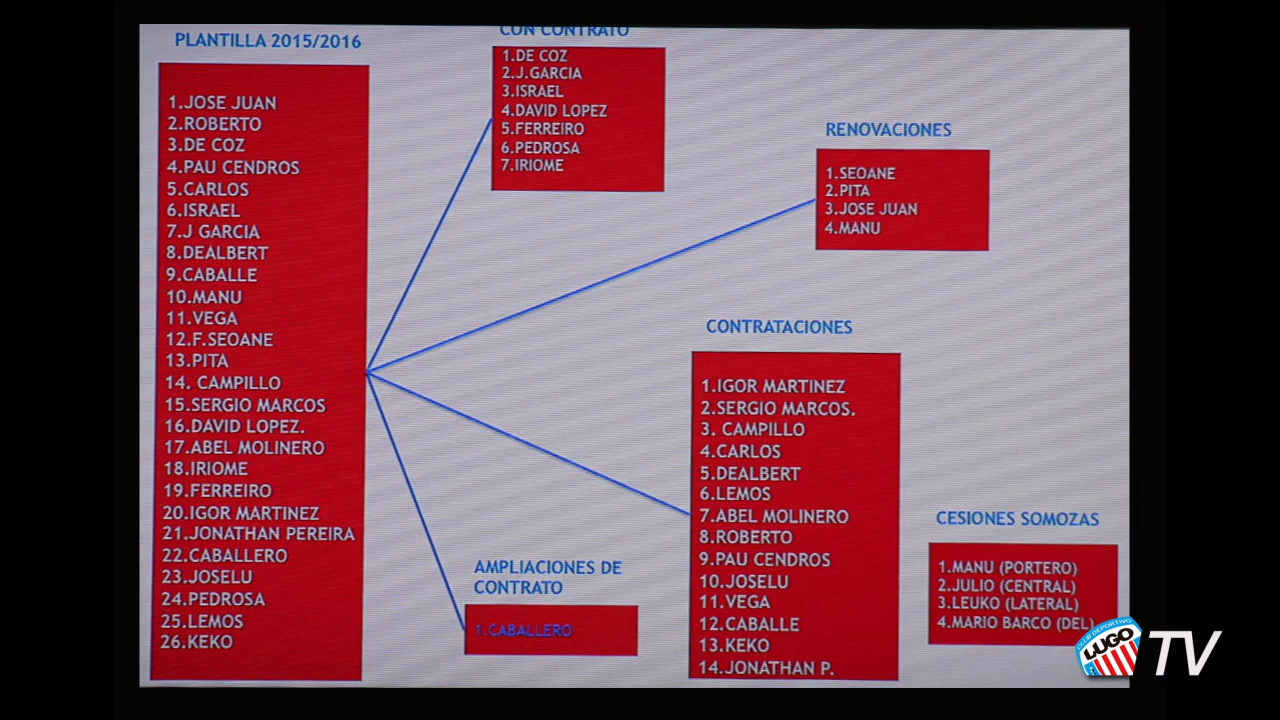 PLANTILLA 2015/2016
1.JOSE JUAN
2.ROBERTO
3.DE COZ
4.PAU CENDROS
5.CARLOS
6.ISRAEL
7.J GARCIA
8.DEALBERT
9.CABALLE
10.MANU
11.VEGA
12.F.SEOANE
13.PITA
14. CAMPILLO
15.SERGIO MARCOS
16.DAVID LOPEZ.
17.ABEL MOLINERO
18.IRIOME
19.FERREIRO
20.IGOR MARTINEZ
21.JONATHAN PEREIRA
22.CABALLERO
23.JOSELU
24.PEDROSA
25.LEMOS
26.KEKO
CON CONTRATO
1.DE COZ
2.J.GARCIA
3.ISRAEL
4.DAVID LOPEZ
5.FERREIRO
6.PEDROSA
7.IRIOME
RENOVACIONES
1.SEOANE
2.PITA
3.JOSE JUAN
4.MANU
CONTRATACIONES
1.IGOR MARTINEZ
2.SERGIO MARCOS.
3. CAMPILLO
4.CARLOS
5.DEALBERT
6.LEMOS
7.ABEL MOLINERO
8.ROBERTO
9.PAU CENDROS
10.JOSELU
11.VEGA
12.CABALLE
13.KEKO
14.JONATHAN P.
AMPLIACIONES DE
CONTRATO
1.CABALLERO
CESIONES SOMOZAS
1.MANU (PORTERO)
2.JULIO (CENTRAL)
3.LEUKO (LATERAL)
4.MARIO BARCO (DEL)
CLUB DEPORTIVO
LUGO
TV